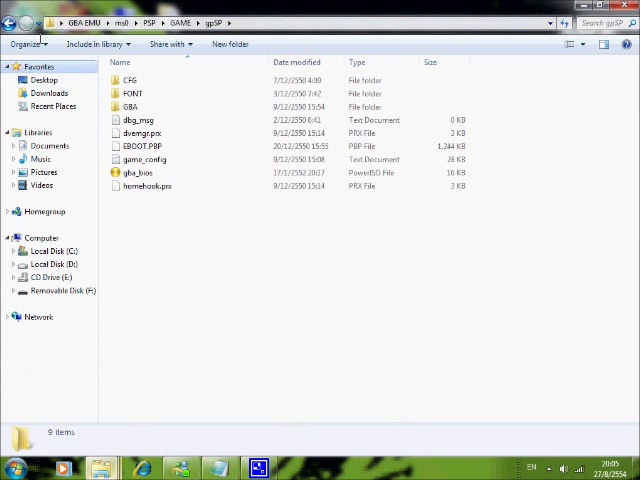 GBA EMU ▸ ms0 ▸ PSP ▸ GAME ▸ gpSP ▸ Search gpSP
Organize Include in library Share with New folder
Favorites
Desktop
Downloads
Recent Places
Libraries
Documents
Music
Pictures
Videos
Homegroup
Computer
Local Disk (C:)
Local Disk (D:)
CD Drive (E:)
Removable Disk (F:)
Network
Name Date modified Type Size
CFG 7/12/2550 4:09 File folder
FONT 3/12/2550 7:42 File folder
GBA 9/12/2550 15:54 File folder
dbg_msg 2/12/2550 6:41 Text Document 0 KB
dvemgr.prx 9/12/2550 15:14 PRX File 3 KB
EBOOT.PBP 20/12/2550 15:55 PBP File 1,244 KB
game_config 9/12/2550 15:08 Text Document 28 KB
gba_bios 17/1/2552 20:17 PowerISO File 16 KB
homehook.prx 9/12/2550 15:14 PRX File 3 KB
9 items
EN 20:05
27/8/2554